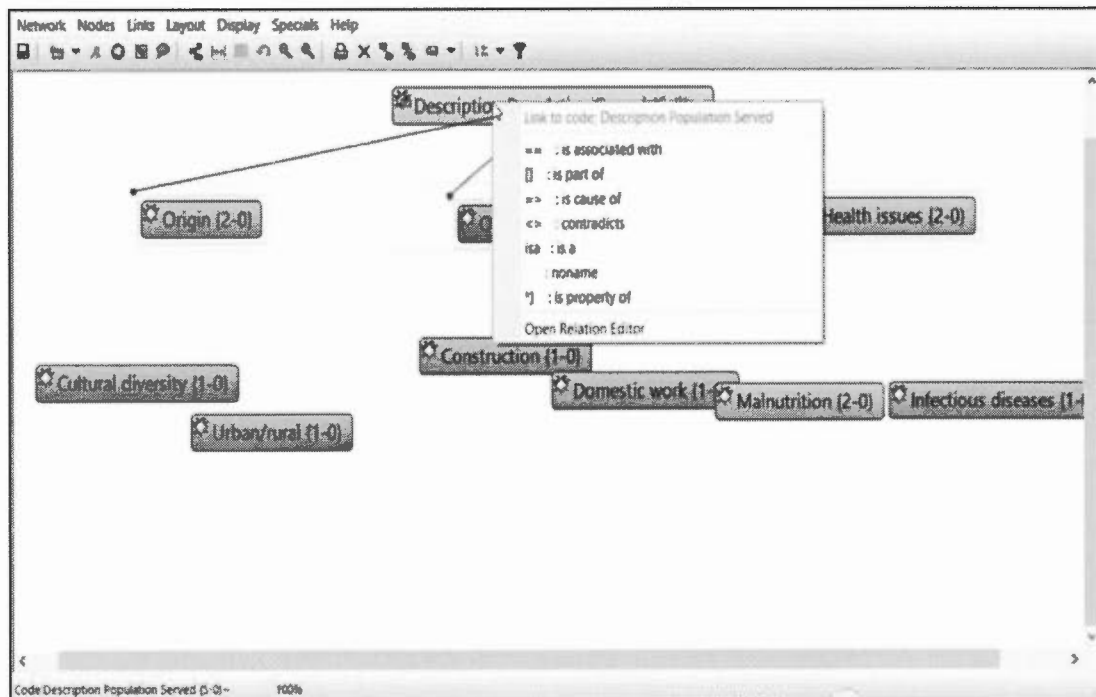 Network Nodes Links Layout Display Specials Help
Descriptio
Link to code: Description Population Served
== : is associated with
[] : is part of
=> : is cause of
<> : contradicts
isa : is a
: noname
*} : is property of
Open Relation Editor
Origin {2-0}
O
Health issues {2-0}
Construction {1-0}
Cultural diversity {1-0}
Domestic work {1-
Malnutrition {2-0}
Infectious diseases {1-
Urban/rural {1-0}
Code Description Population Served {5-0}~ 100%